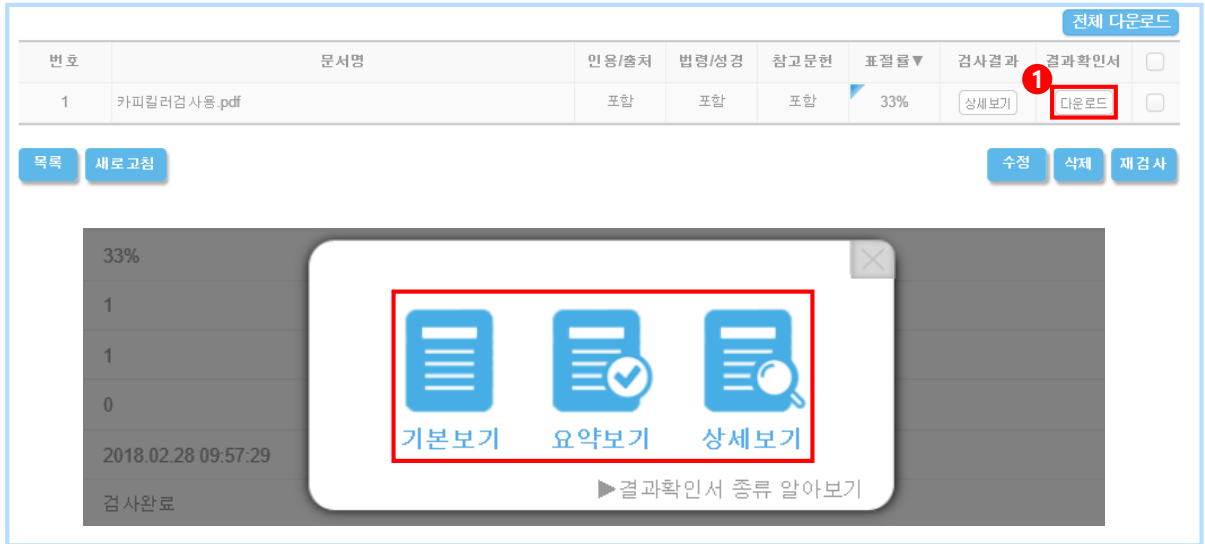 전체 다운로드
번호 문서명 인용/출처 법령/성경 참고문헌 표절률▼ 검사결과 결과확인서
1
1 카피킬러검사용.pdf 포함 포함 포함 33% 상세보기 다운로드
목록 새로고침 수정 삭제 재검사
33%
1
1
0
기본보기 요약보기 상세보기
2018.02.28 09:57:29
▶결과확인서 종류 알아보기
검사완료